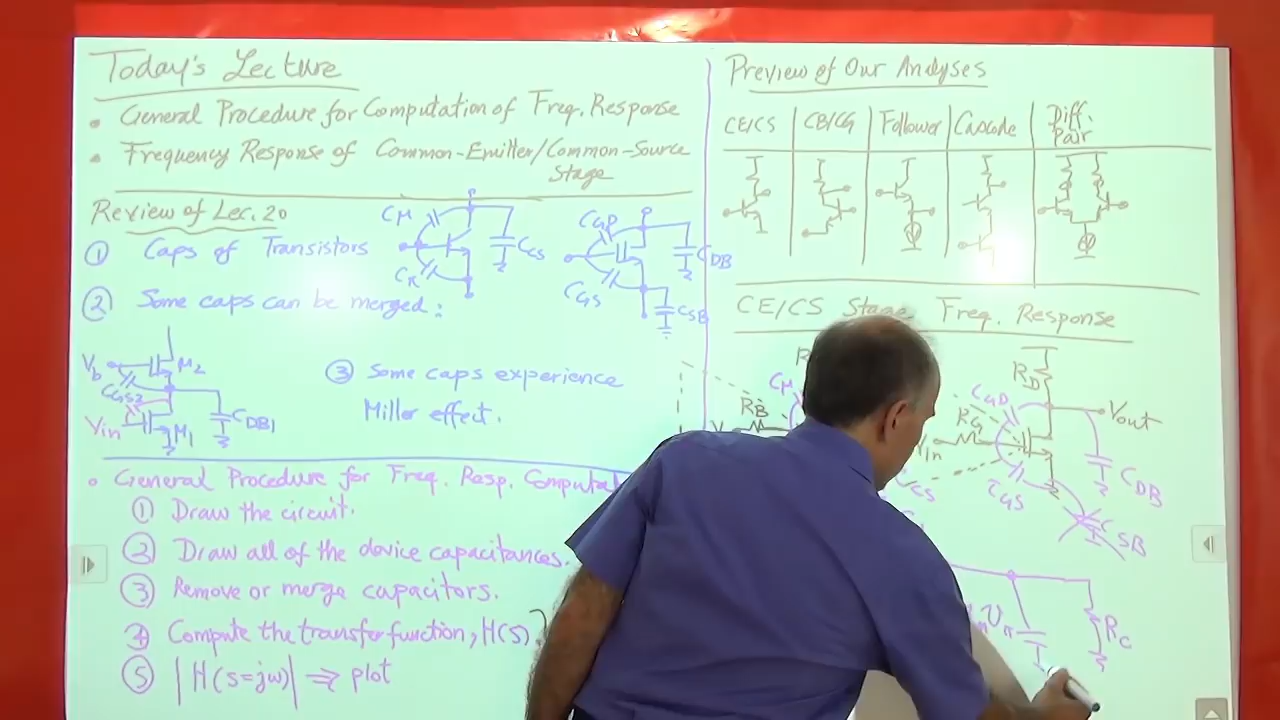 Today's Lecture
• General Procedure for Computation of Freq. Response
• Frequency Response of Common-Emitter/Common-Source
Stage
Review of Lec. 20
① Caps of Transistors
Cμ
Cπ
CCS
CGD
CGS
CDB
CSB
② Some caps can be merged:
Vb
M2
CGS2
Vin
M1
CDB1
③ Some caps experience
Miller effect.
• General Procedure for Freq. Resp.
① Draw the circuit.
② Draw all of the device capacitances.
③ Remove or merge capacitors.
④ Compute the transfer function, H(s).
⑤ |H(s=jω)| ⇒ plot
Preview of Our Analyses
CE/CS
CB/CG
Follower
Cascode
Diff.
Pair
CE/CS Stage Freq. Response
Cμ
RB
RD
CGD
RG
Vout
CGS
CDB
CSB
RC